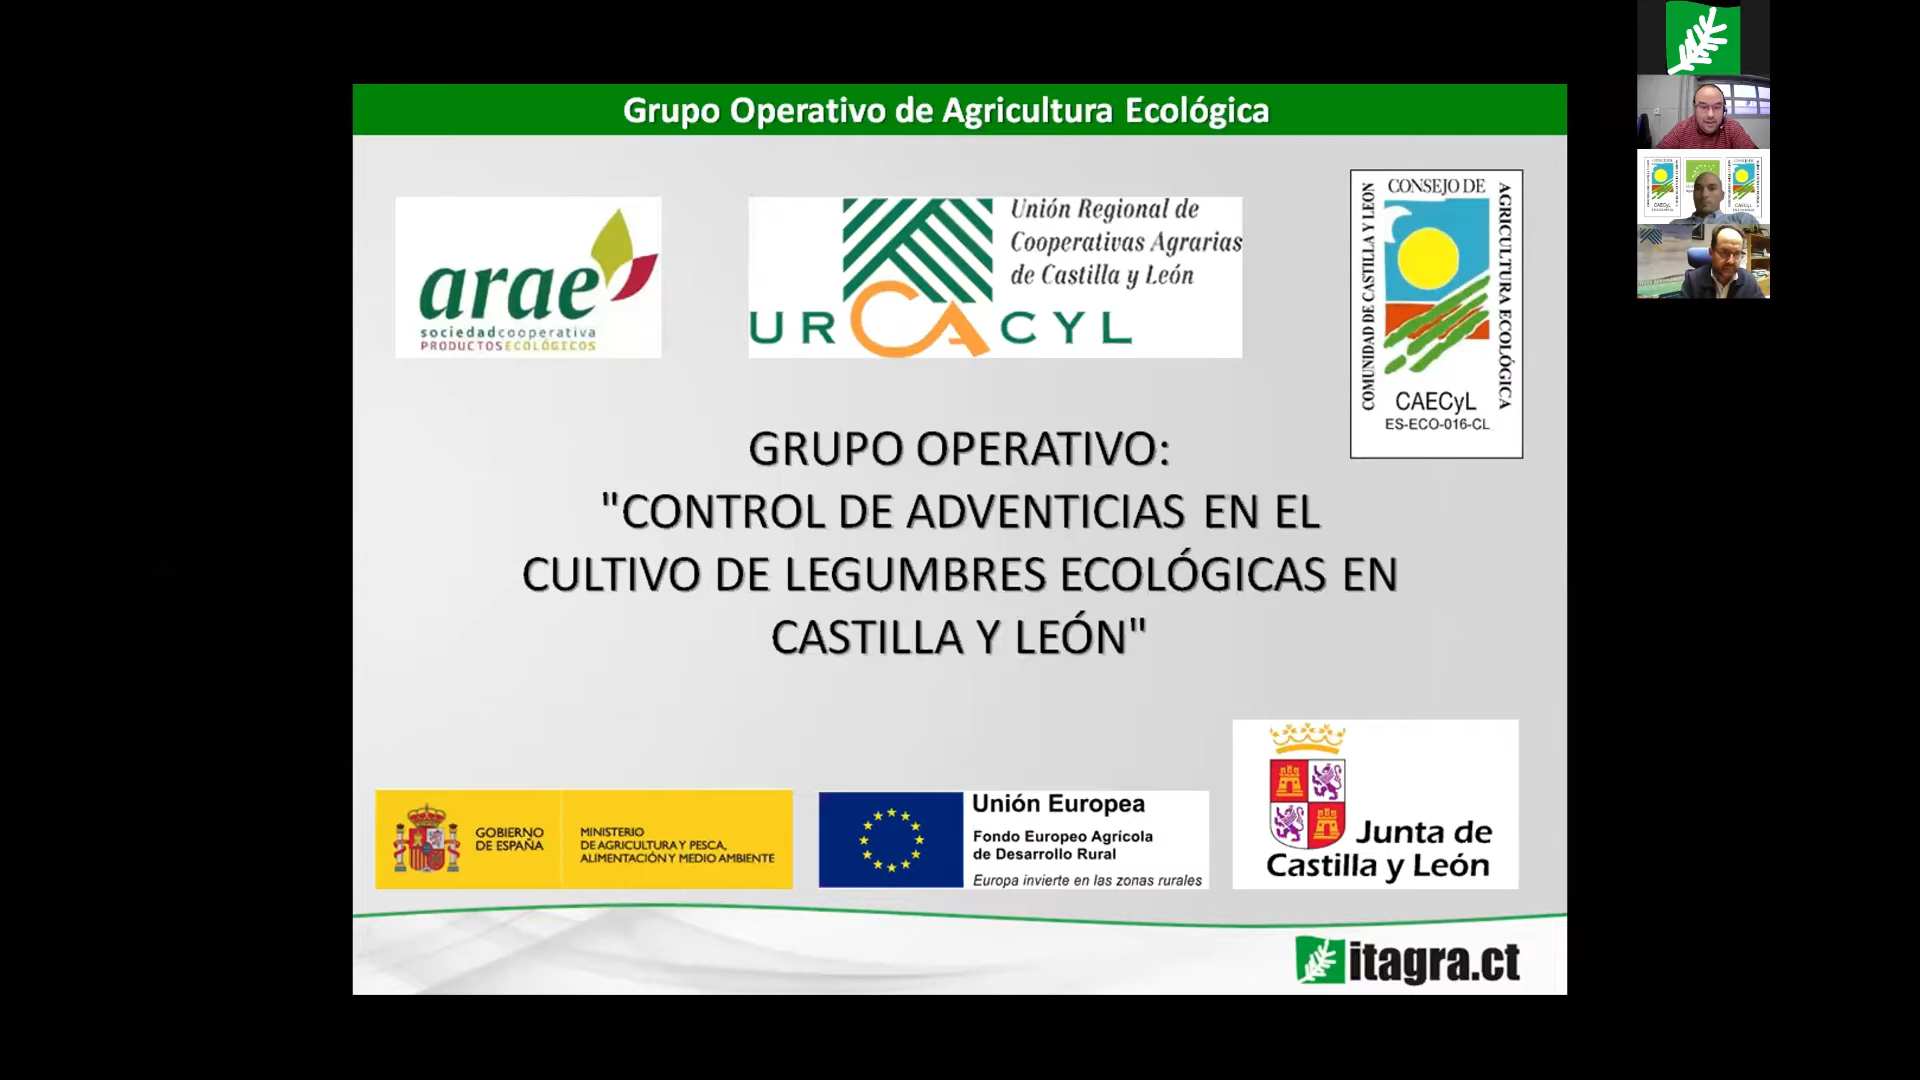 Grupo Operativo de Agricultura Ecológica
arae
sociedadcooperativa
PRODUCTOSECOLÓGICOS
Unión Regional de
Cooperativas Agrarias
de Castilla y León
URCACYL
COMUNIDAD DE CASTILLA Y LEON
CONSEJO DE
AGRICULTURA ECOLÓGICA
CAECyL
ES-ECO-016-CL
GRUPO OPERATIVO:
"CONTROL DE ADVENTICIAS EN EL
CULTIVO DE LEGUMBRES ECOLÓGICAS EN
CASTILLA Y LEÓN"
GOBIERNO
DE ESPAÑA
MINISTERIO
DE AGRICULTURA Y PESCA,
ALIMENTACIÓN Y MEDIO AMBIENTE
Unión Europea
Fondo Europeo Agrícola
de Desarrollo Rural
Europa invierte en las zonas rurales
Junta de
Castilla y León
itagra.ct
CAECyL
CAECyL